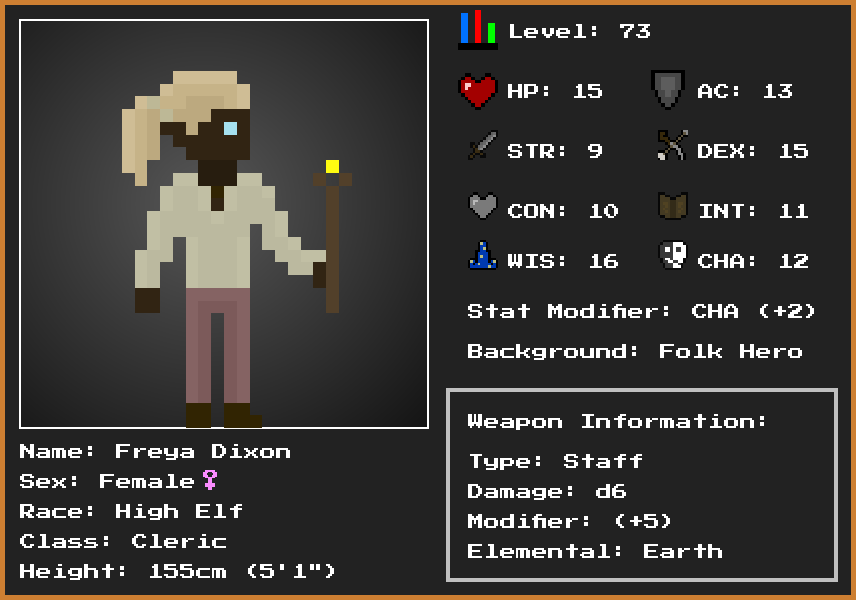 Level: 73
HP: 15 AC: 13
STR: 9 DEX: 15
CON: 10 INT: 11
WIS: 16 CHA: 12
Stat Modifier: CHA (+2)
Background: Folk Hero
Weapon Information:
Type: Staff
Damage: d6
Modifier: (+5)
Elemental: Earth
Name: Freya Dixon
Sex: Female♀
Race: High Elf
Class: Cleric
Height: 155cm (5'1")